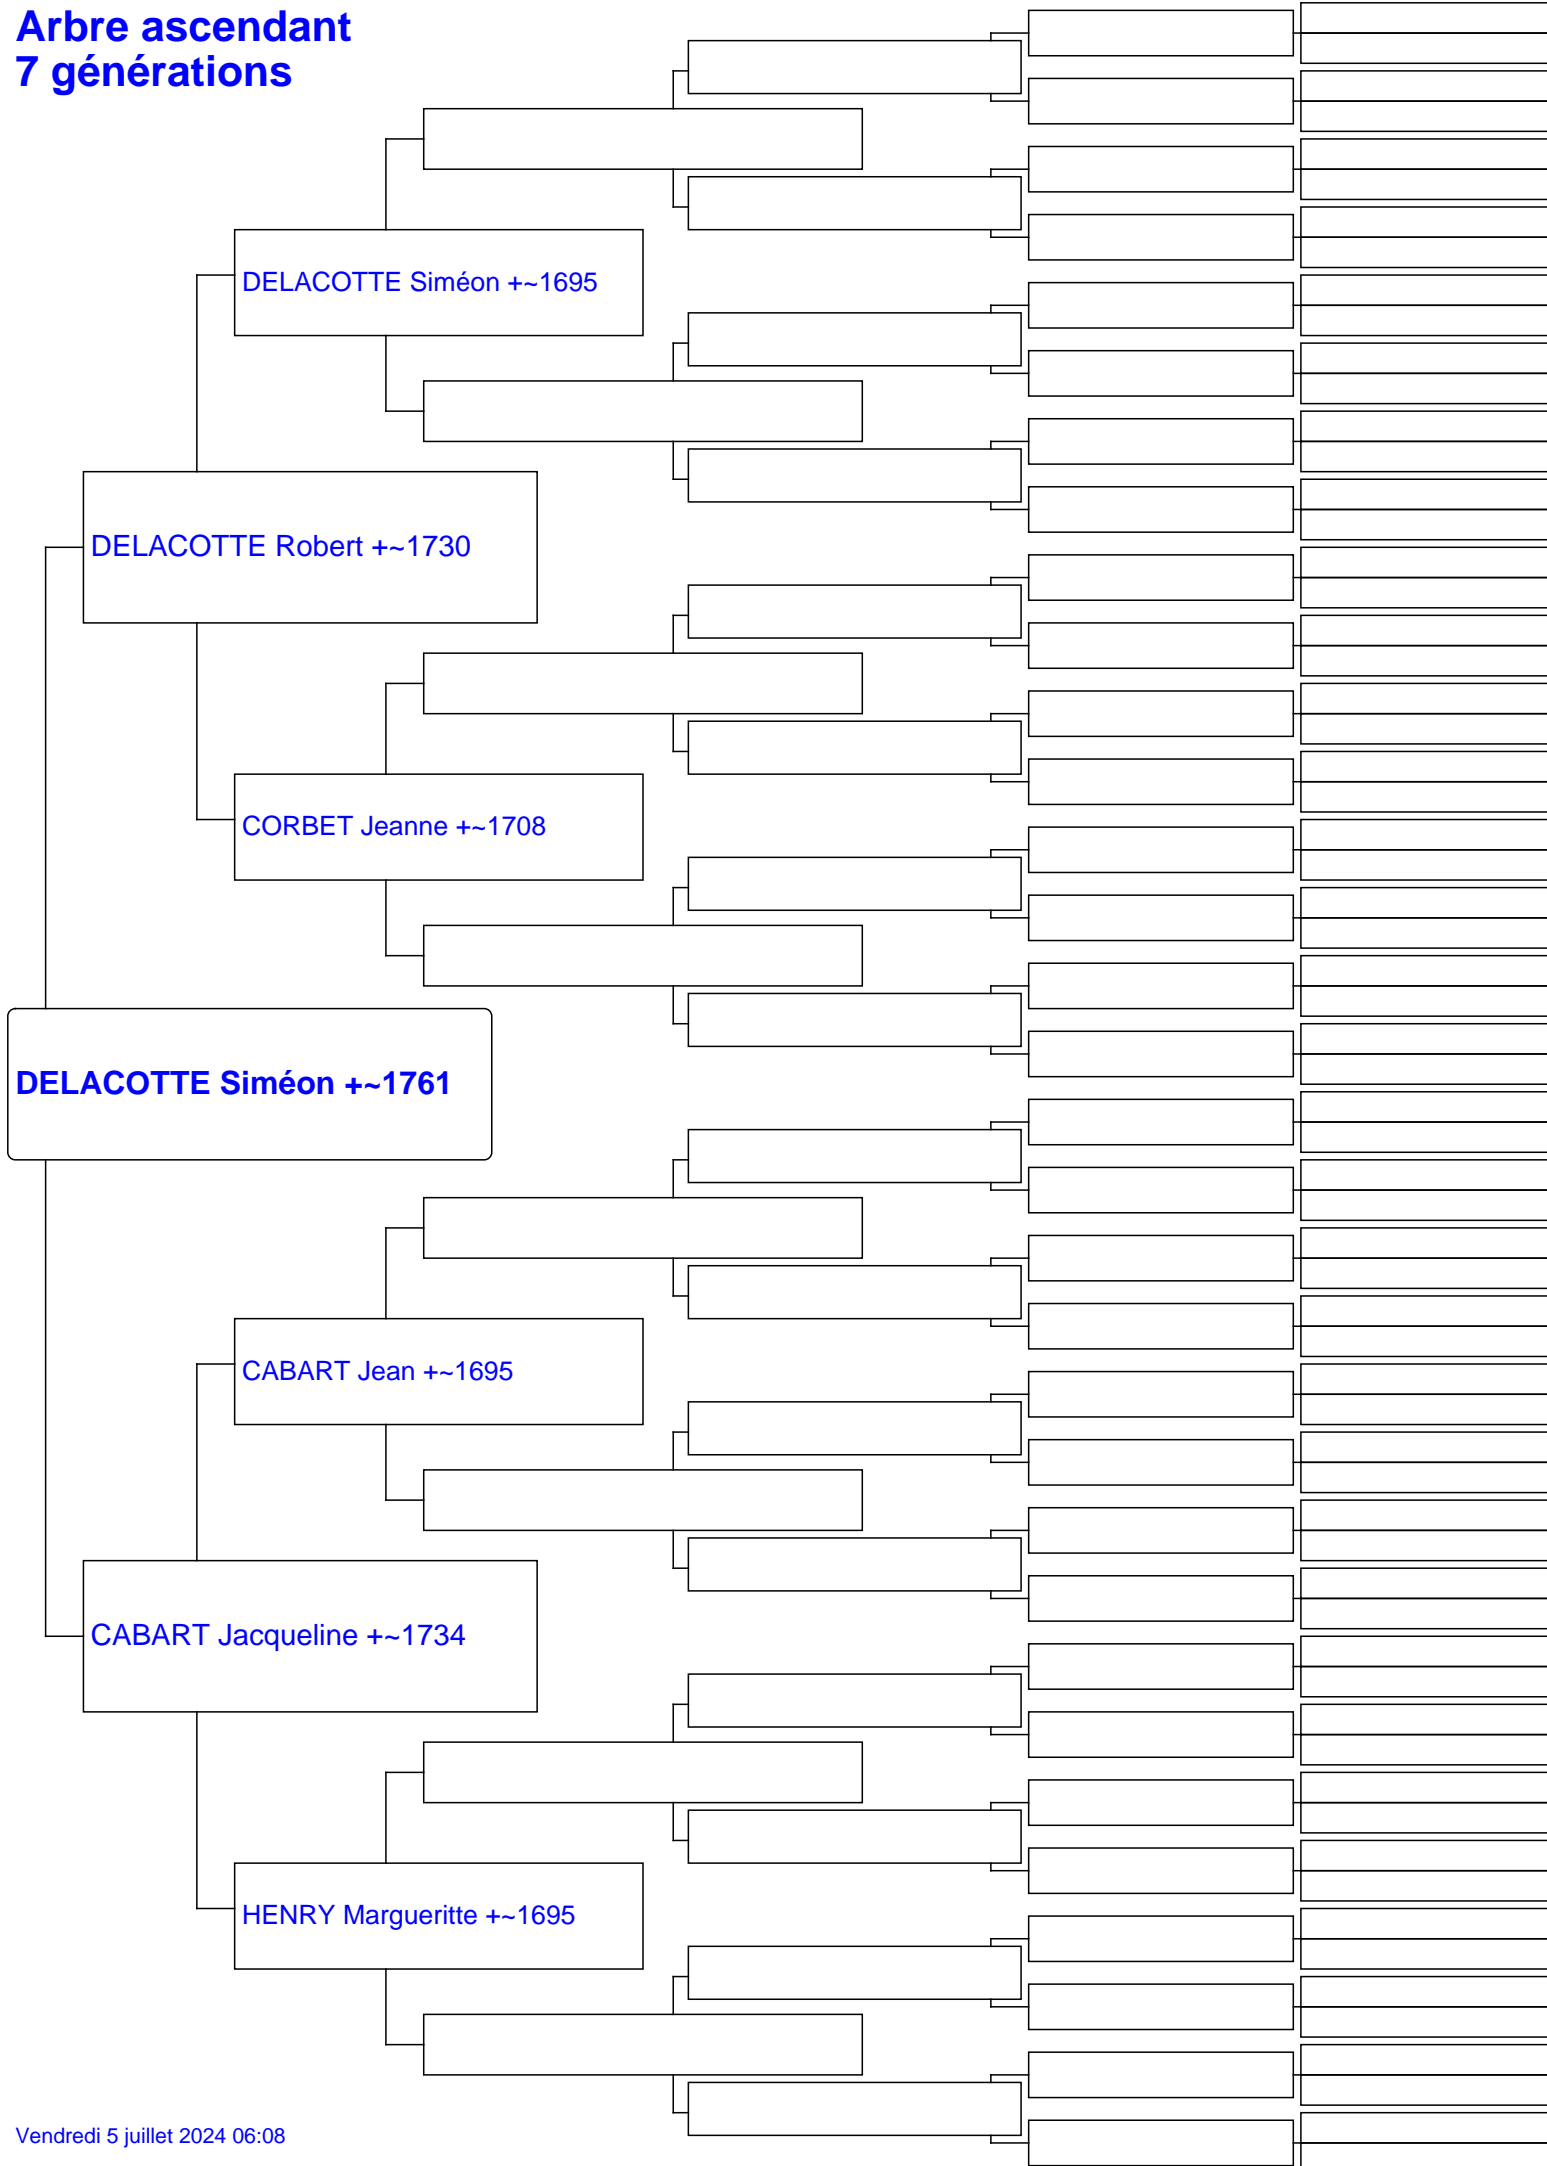 Arbre ascendant
7 générations
DELACOTTE Siméon +~1695
DELACOTTE Robert +~1730
CORBET Jeanne +~1708
DELACOTTE Siméon +~1761
CABART Jean +~1695
CABART Jacqueline +~1734
HENRY Margueritte +~1695
Vendredi 5 juillet 2024 06:08